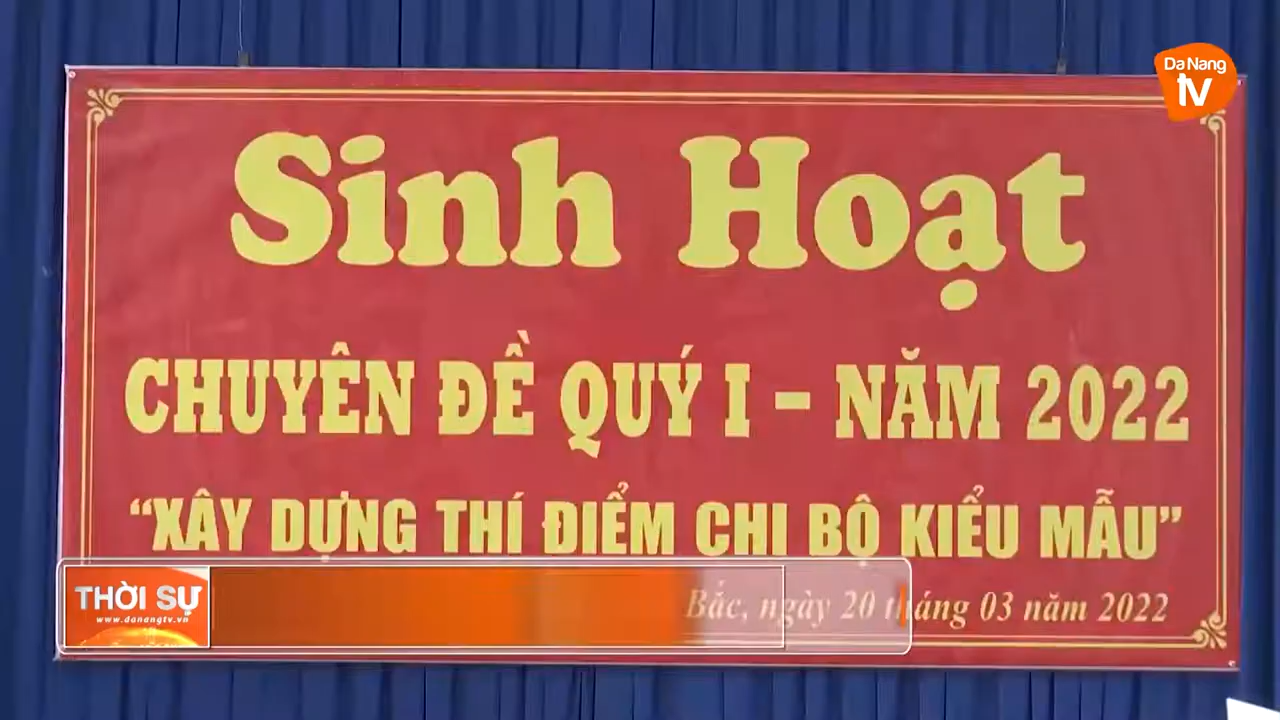 Da Nang
tv
Sinh Hoạt
CHUYÊN ĐỀ QUÝ I - NĂM 2022
“XÂY DỰNG THÍ ĐIỂM CHI BỘ KIỂU MẪU”
Bắc, ngày 20 tháng 03 năm 2022
THỜI SỰ
www.danangtv.vn